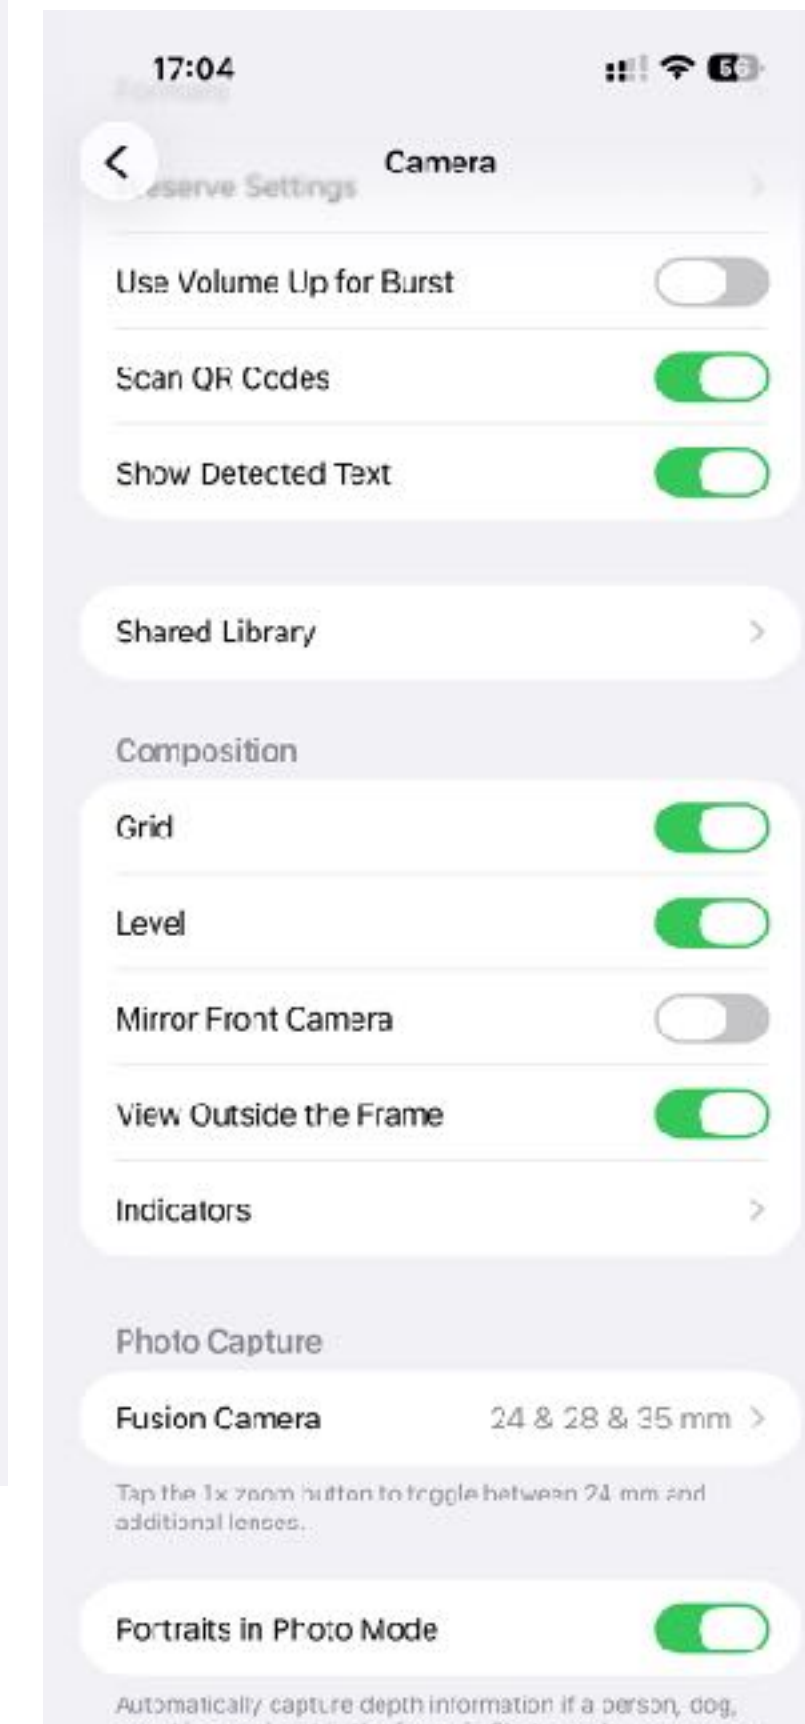 17:04
56
Camera
Preserve Settings
Use Volume Up for Burst
Scan QR Codes
Show Detected Text
Shared Library
Composition
Grid
Level
Mirror Front Camera
View Outside the Frame
Indicators
Photo Capture
Fusion Camera 24 & 28 & 35 mm
Tap the 1x zoom button to toggle between 24 mm and
additional lenses.
Portraits in Photo Mode
Automatically capture depth information if a person, dog,